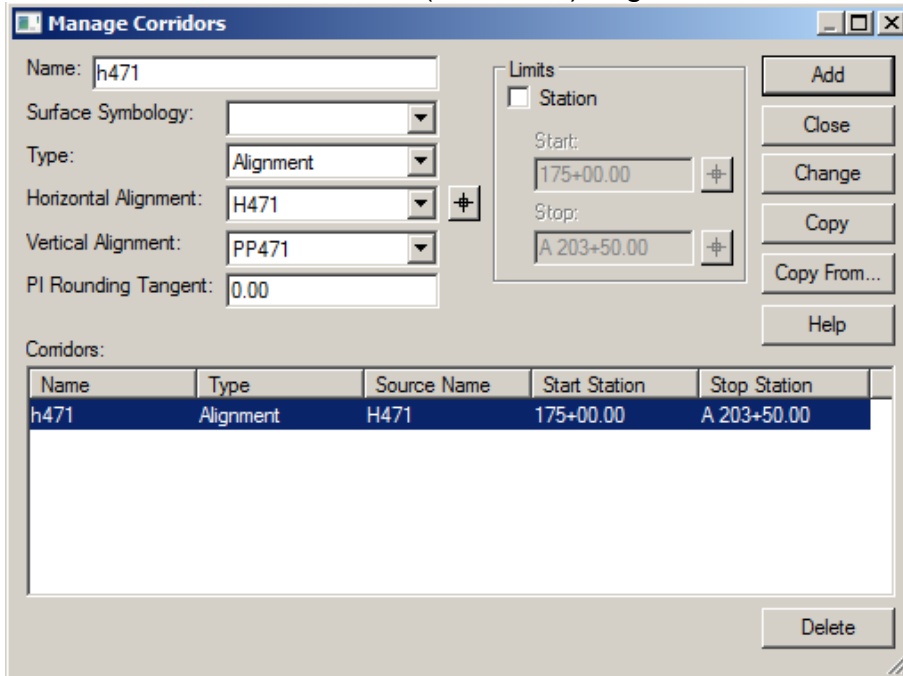 Manage Corridors
Name: h471
Surface Symbology:
Type: Alignment
Horizontal Alignment: H471
Vertical Alignment: PP471
PI Rounding Tangent: 0.00
Limits
Station
Start:
175+00.00
Stop:
A 203+50.00
Add
Close
Change
Copy
Copy From...
Help
Corridors:
Name Type Source Name Start Station Stop Station
h471 Alignment H471 175+00.00 A 203+50.00
Delete